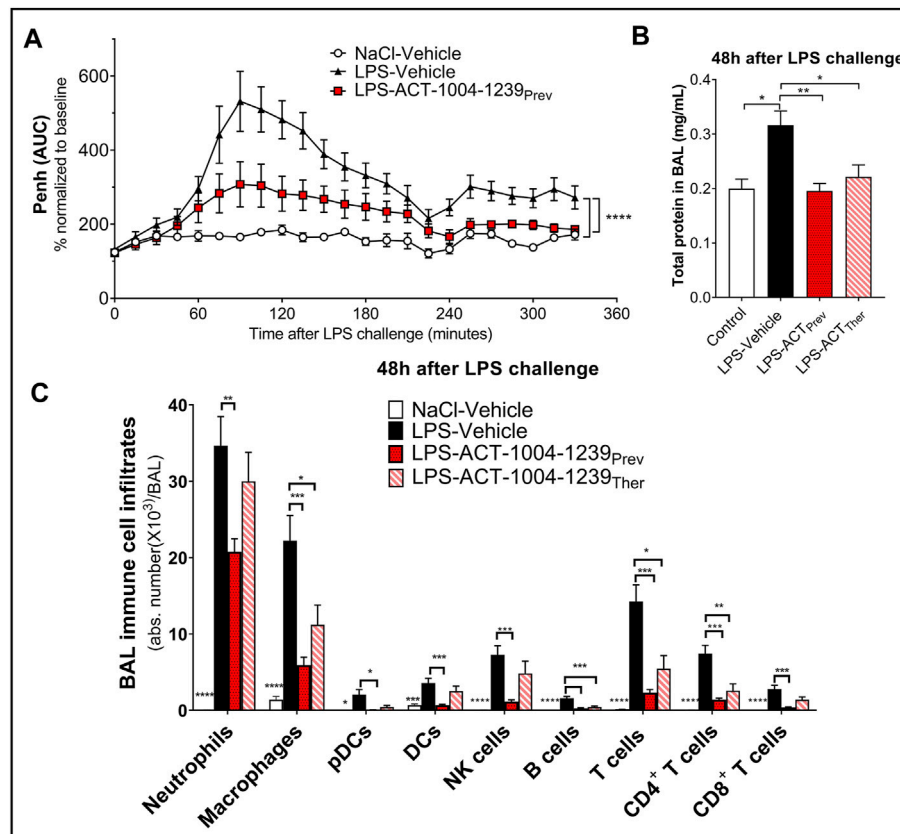 A
NaCl-Vehicle
LPS-Vehicle
LPS-ACT-1004-1239Prev
Penh (AUC)
% normalized to baseline
600
400
200
0
0 60 120 180 240 300 360
Time after LPS challenge (minutes)
****
B
48h after LPS challenge
Total protein in BAL (mg/mL)
0.4
0.3
0.2
0.2
0.0
*
**
*
Control
LPS-Vehicle
LPS-ACTPrev
LPS-ACTTher
48h after LPS challenge
C
NaCl-Vehicle
LPS-Vehicle
LPS-ACT-1004-1239Prev
LPS-ACT-1004-1239Ther
BAL immune cell infiltrates
(abs. number(X10³)/BAL)
40
30
20
10
0
**
****
*
***
****
*
*
***
***
***
****
***
****
*
***
****
**
***
****
***
****
Neutrophils
Macrophages
pDCs
DCs
NK cells
B cells
T cells
CD4⁺ T cells
CD8⁺ T cells